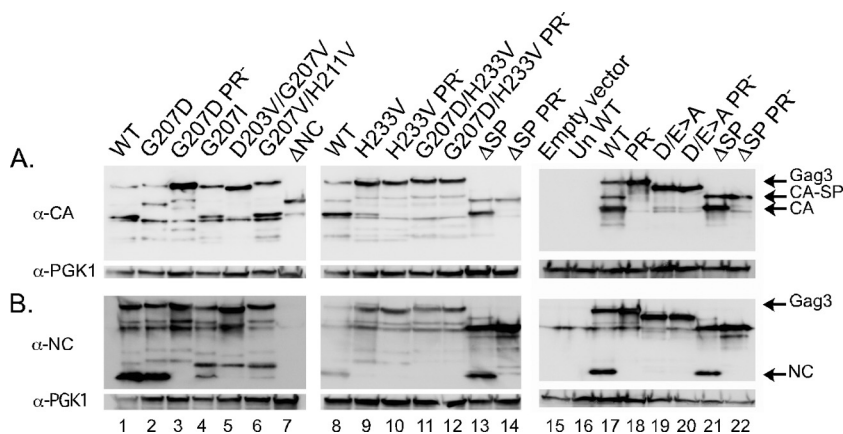 WT G207D G207D PR⁻ G207I D203V/G207V G207V/H211V ΔNC WT H233V H233V PR⁻ G207D/H233V G207D/H233V PR⁻ ΔSP ΔSP PR⁻ Empty vector Un WT WT PR⁻ D/E>A D/E>A PR⁻ ΔSP ΔSP PR⁻
A.
Gag3
CA-SP
α-CA
CA
α-PGK1
B.
Gag3
α-NC
NC
α-PGK1
1 2 3 4 5 6 7 8 9 10 11 12 13 14 15 16 17 18 19 20 21 22